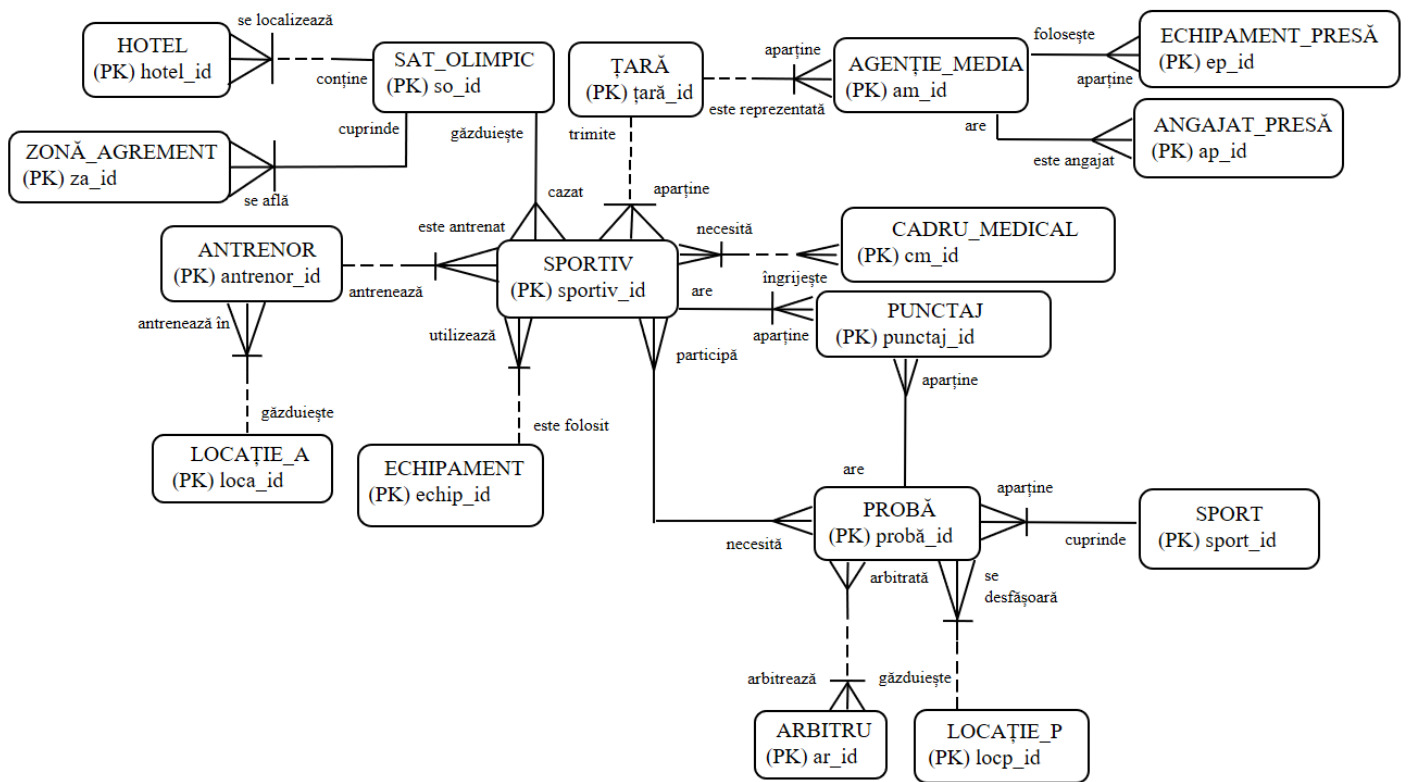 se localizează
HOTEL
(PK) hotel_id
conține
SAT_OLIMPIC
(PK) so_id
ȚARĂ
(PK) țară_id
aparține
este reprezentată
AGENȚIE_MEDIA
(PK) am_id
folosește
aparține
ECHIPAMENT_PRESĂ
(PK) ep_id
cuprinde
găzduiește
trimite
are
este angajat
ANGAJAT_PRESĂ
(PK) ap_id
ZONĂ_AGREMENT
(PK) za_id
se află
cazat
aparține
este antrenat
necesită
CADRU_MEDICAL
(PK) cm_id
îngrijește
ANTRENOR
(PK) antrenor_id
antrenează
SPORTIV
(PK) sportiv_id
are
aparține
PUNCTAJ
(PK) punctaj_id
antrenează în
utilizează
participă
aparține
găzduiește
este folosit
LOCAȚIE_A
(PK) loca_id
ECHIPAMENT
(PK) echip_id
are
necesită
PROBĂ
(PK) probă_id
aparține
cuprinde
SPORT
(PK) sport_id
arbitrată
se
desfășoară
arbitrează
găzduiește
ARBITRU
(PK) ar_id
LOCAȚIE_P
(PK) locp_id